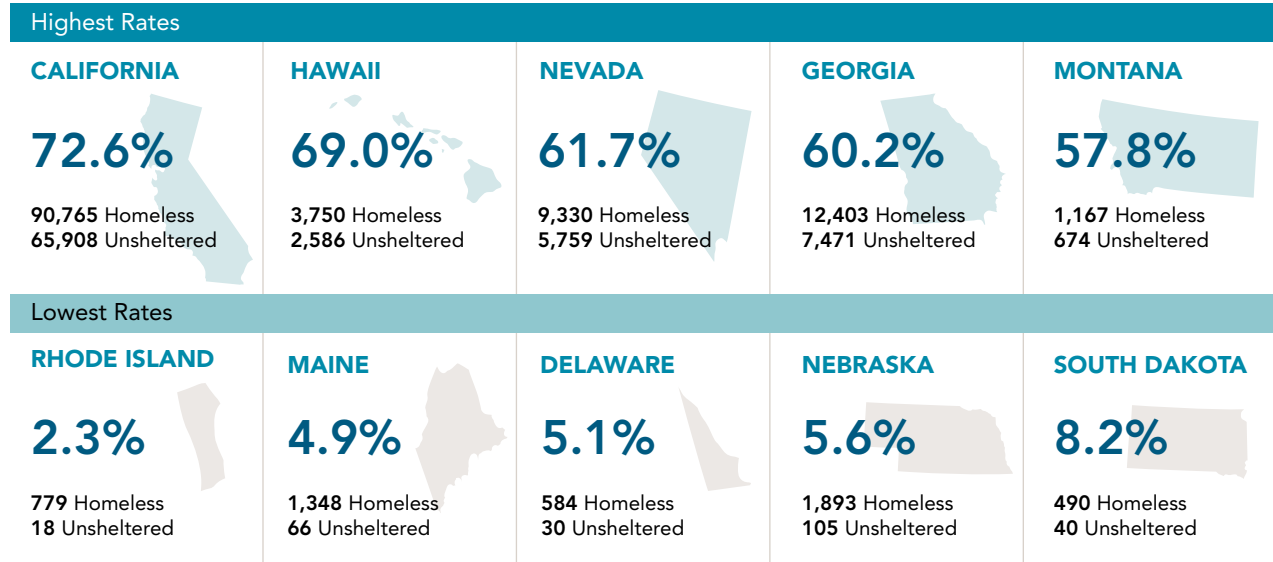 Highest Rates
CALIFORNIA
72.6%
90,765 Homeless
65,908 Unsheltered
HAWAII
69.0%
3,750 Homeless
2,586 Unsheltered
NEVADA
61.7%
9,330 Homeless
5,759 Unsheltered
GEORGIA
60.2%
12,403 Homeless
7,471 Unsheltered
MONTANA
57.8%
1,167 Homeless
674 Unsheltered
Lowest Rates
RHODE ISLAND
2.3%
779 Homeless
18 Unsheltered
MAINE
4.9%
1,348 Homeless
66 Unsheltered
DELAWARE
5.1%
584 Homeless
30 Unsheltered
NEBRASKA
5.6%
1,893 Homeless
105 Unsheltered
SOUTH DAKOTA
8.2%
490 Homeless
40 Unsheltered